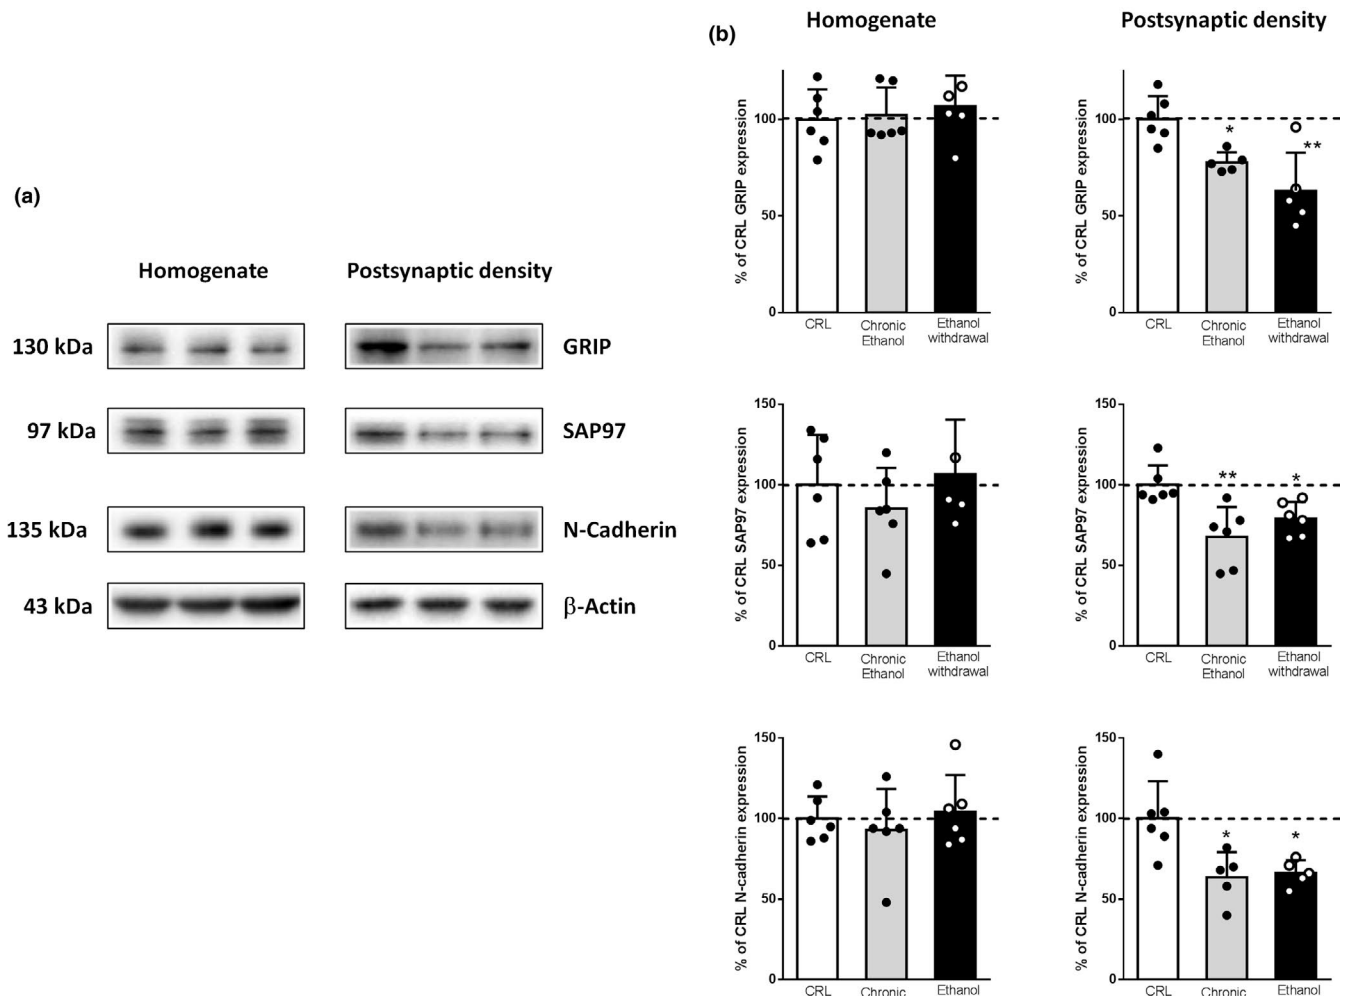 (a)
Homogenate Postsynaptic density
130 kDa GRIP
97 kDa SAP97
135 kDa N-Cadherin
43 kDa β-Actin
(b)
Homogenate Postsynaptic density
% of CRL GRIP expression
100
50
0
CRL Chronic Ethanol Ethanol withdrawal
% of CRL GRIP expression
100
50
0
*
**
CRL Chronic Ethanol Ethanol withdrawal
% of CRL SAP97 expression
150
100
50
0
CRL Chronic Ethanol Ethanol withdrawal
% of CRL SAP97 expression
150
100
50
0
**
*
CRL Chronic Ethanol Ethanol withdrawal
% of CRL N-cadherin expression
150
100
50
0
CRL Chronic Ethanol
% of CRL N-cadherin expression
150
100
50
0
*
*
CRL Chronic Ethanol